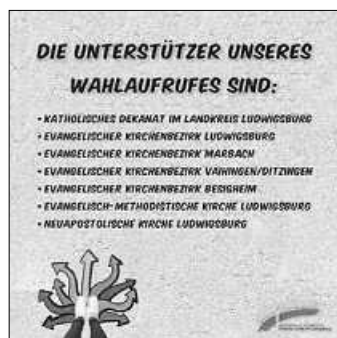 DIE UNTERSTÜTZER UNSERES
WAHLAUFRUFES SIND:
• KATHOLISCHES DEKANAT IM LANDKREIS LUDWIGSBURG
• EVANGELISCHER KIRCHENBEZIRK LUDWIGSBURG
• EVANGELISCHER KIRCHENBEZIRK MARBACH
• EVANGELISCHER KIRCHENBEZIRK VAIHINGEN/DITZINGEN
• EVANGELISCHER KIRCHENBEZIRK BESIGHEIM
• EVANGELISCH-METHODISTISCHE KIRCHE LUDWIGSBURG
• NEUAPOSTOLISCHE KIRCHE LUDWIGSBURG